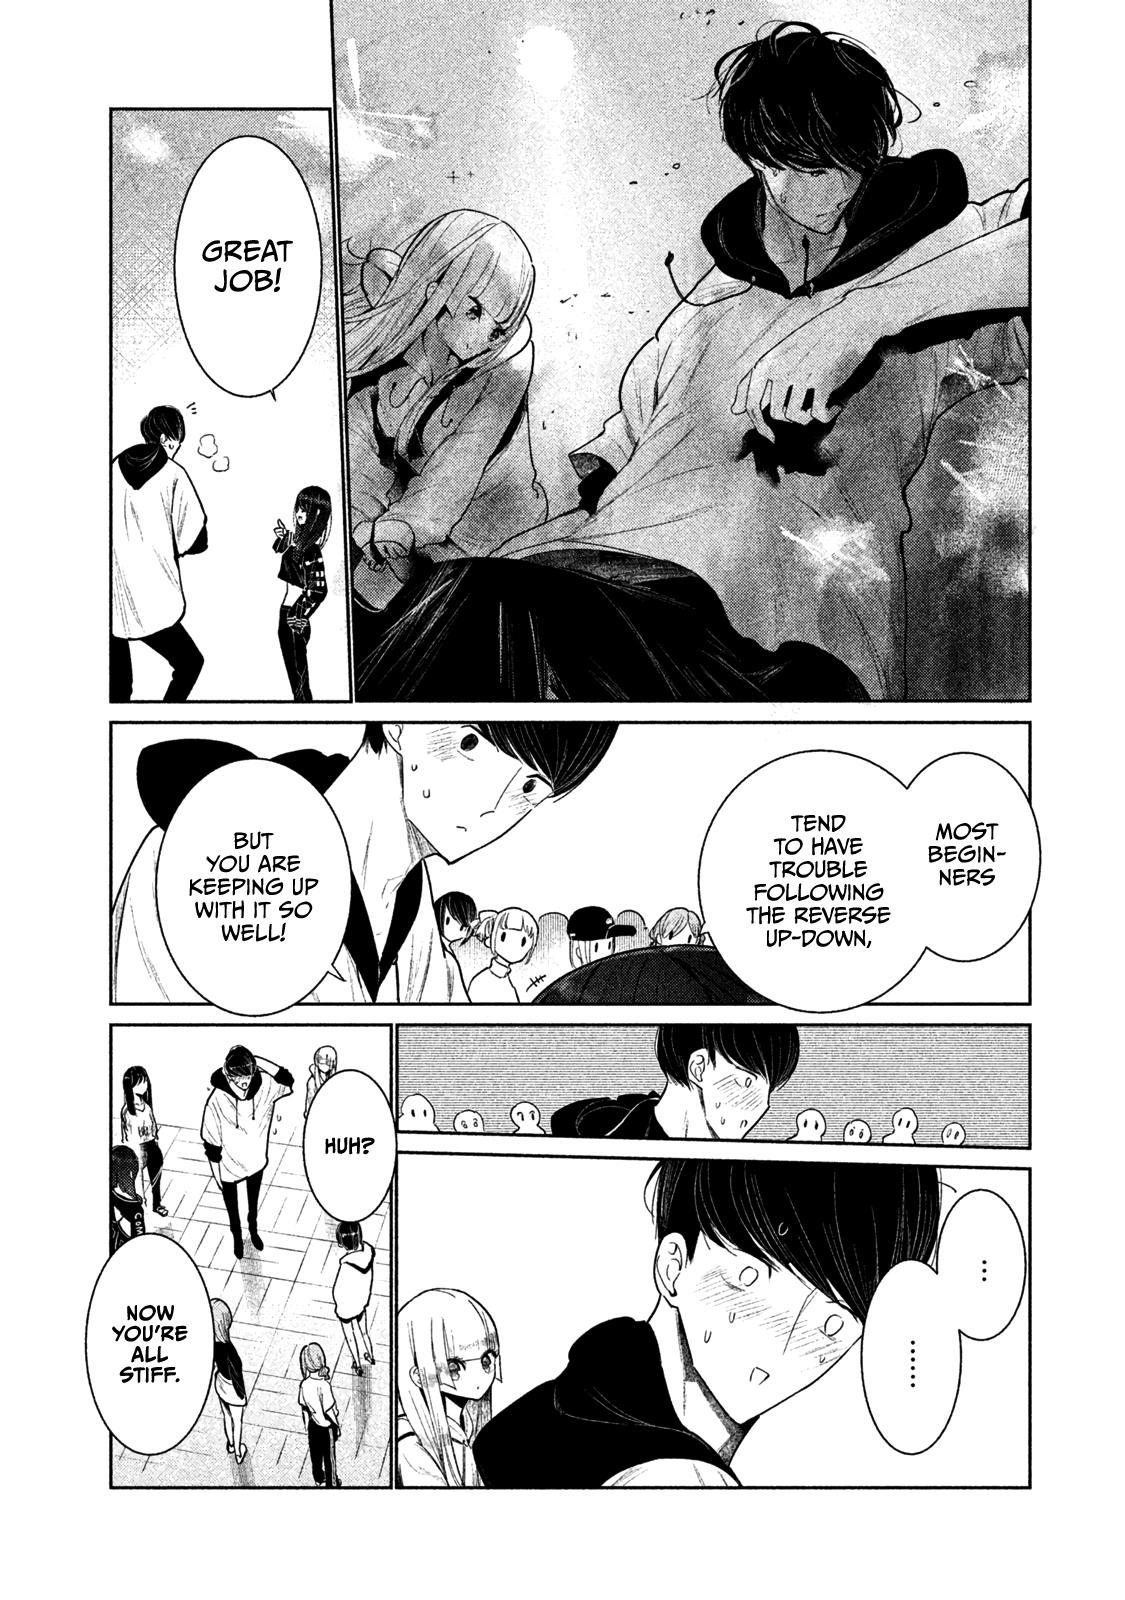 GREAT
JOB!
MOST
BEGIN-
NERS
TEND
TO HAVE
TROUBLE
FOLLOWING
THE REVERSE
UP-DOWN,
BUT
YOU ARE
KEEPING UP
WITH IT SO
WELL!
...
......
HUH?
NOW
YOU'RE
ALL
STIFF.